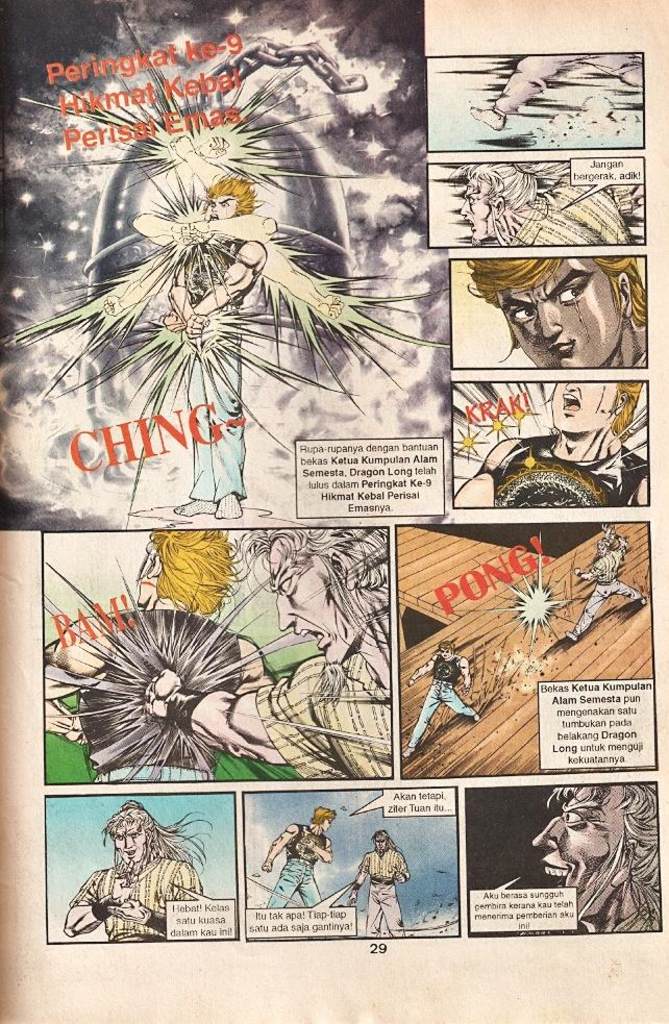 Peringkat ke-9
Hikmat Kebal
Perisai Emas.
Jangan
bergerak, adik!
KRAK!
CHING~
Rupa-rupanya dengan bantuan
bekas Ketua Kumpulan Alam
Semesta, Dragon Long telah
lulus dalam Peringkat Ke-9
Hikmat Kebal Perisai
Emasnya.
BAM!
PONG!
Bekas Ketua Kumpulan
Alam Semesta pun
mengenakan satu
tumbukan pada
belakang Dragon
Long untuk menguji
kekuatannya.
Hebat! Kelas
satu kuasa
dalam kau ini!
Akan tetapi,
zirler Tuan itu...
Itu tak apa! Tiap-tiap
satu ada saja gantinya!
Aku berasa sungguh
gembira kerana kau telah
menerima pemberian aku
ini!
29